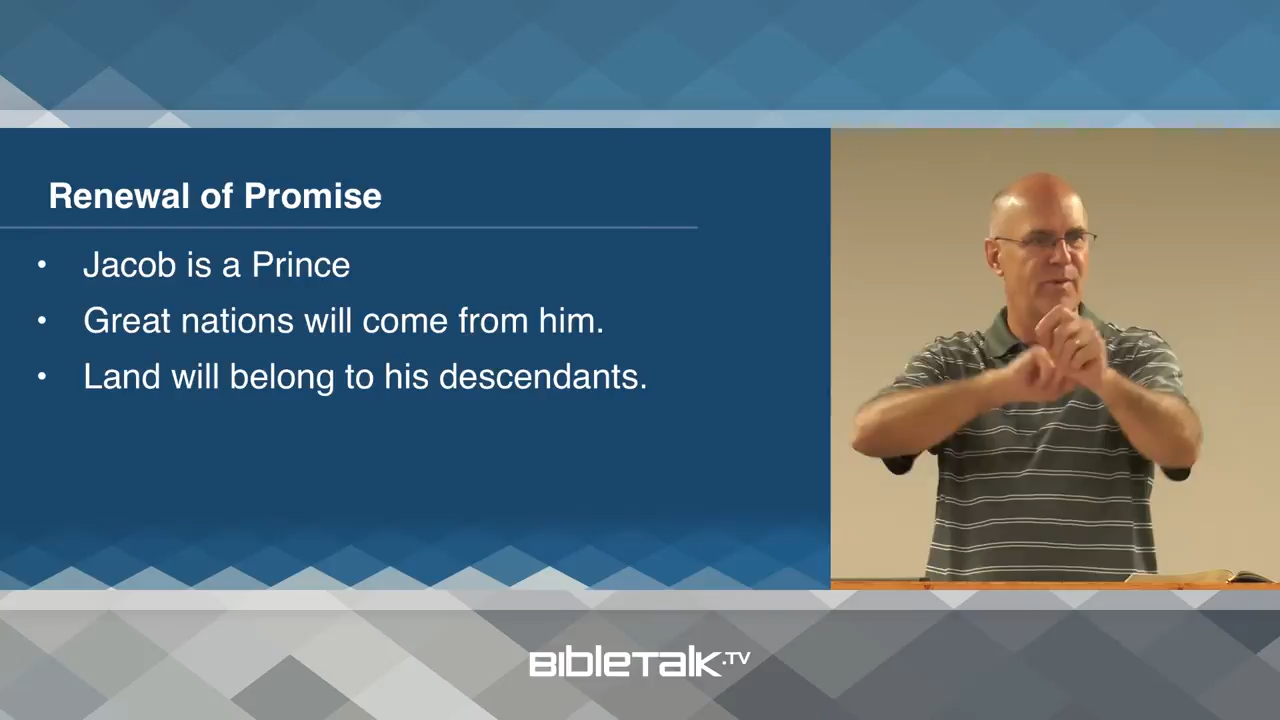 Renewal of Promise
• Jacob is a Prince
• Great nations will come from him.
• Land will belong to his descendants.
BIBLETALK.TV